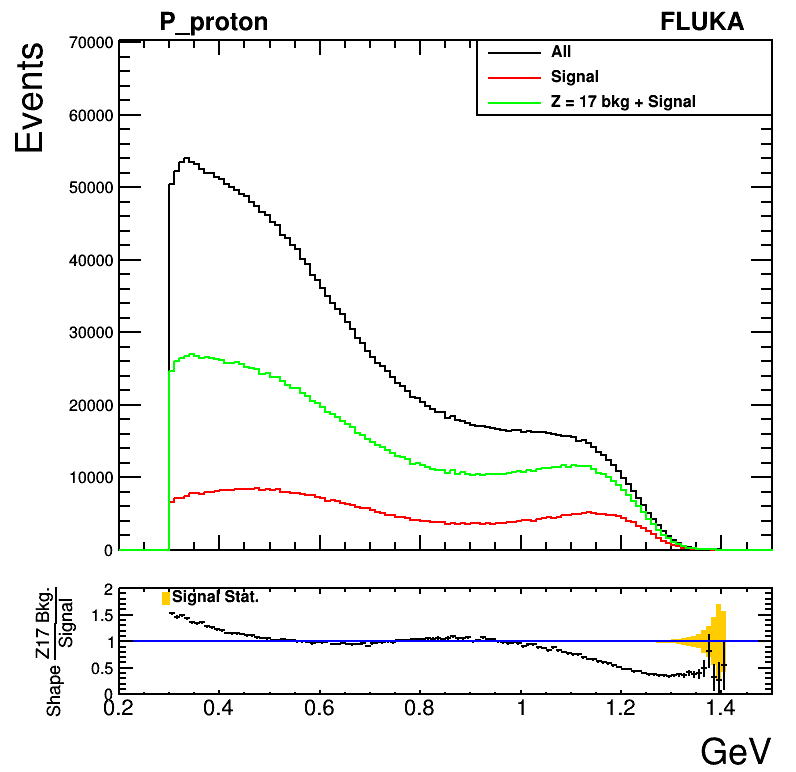 P_proton FLUKA
Events
70000
60000
50000
40000
30000
20000
10000
0
All
Signal
Z = 17 bkg + Signal
Shape Z17 Bkg.
Signal
2
1.5
1
0.5
0
Signal Stat.
0.2 0.4 0.6 0.8 1 1.2 1.4
GeV